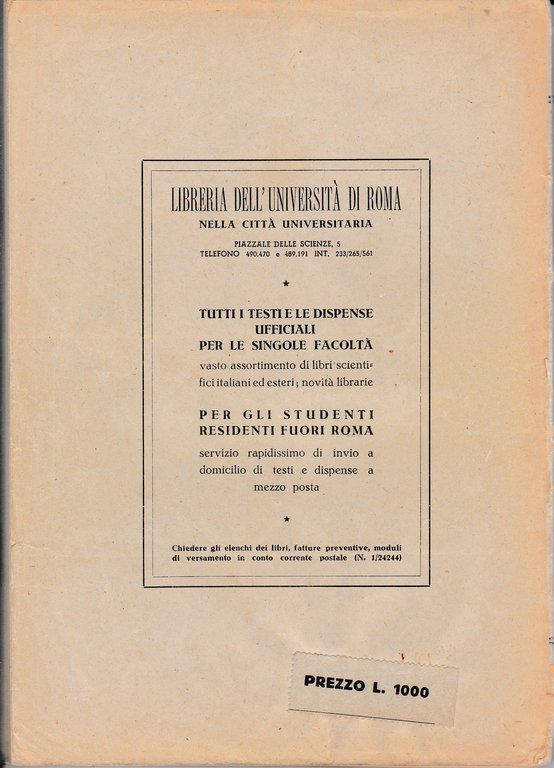 LIBRERIA DELL'UNIVERSITÀ DI ROMA
NELLA CITTÀ UNIVERSITARIA
PIAZZALE DELLE SCIENZE, 5
TELEFONO 490.470 e 489.191 INT. 233/265/561
TUTTI I TESTI E LE DISPENSE
UFFICIALI
PER LE SINGOLE FACOLTÀ
vasto assortimento di libri scienti=
fici italiani ed esteri; novità librarie
PER GLI STUDENTI
RESIDENTI FUORI ROMA
servizio rapidissimo di invio a
domicilio di testi e dispense a
mezzo posta
Chiedere gli elenchi dei libri, fatture preventive, moduli
di versamento in conto corrente postale (N. 1/24244)
PREZZO L. 1000